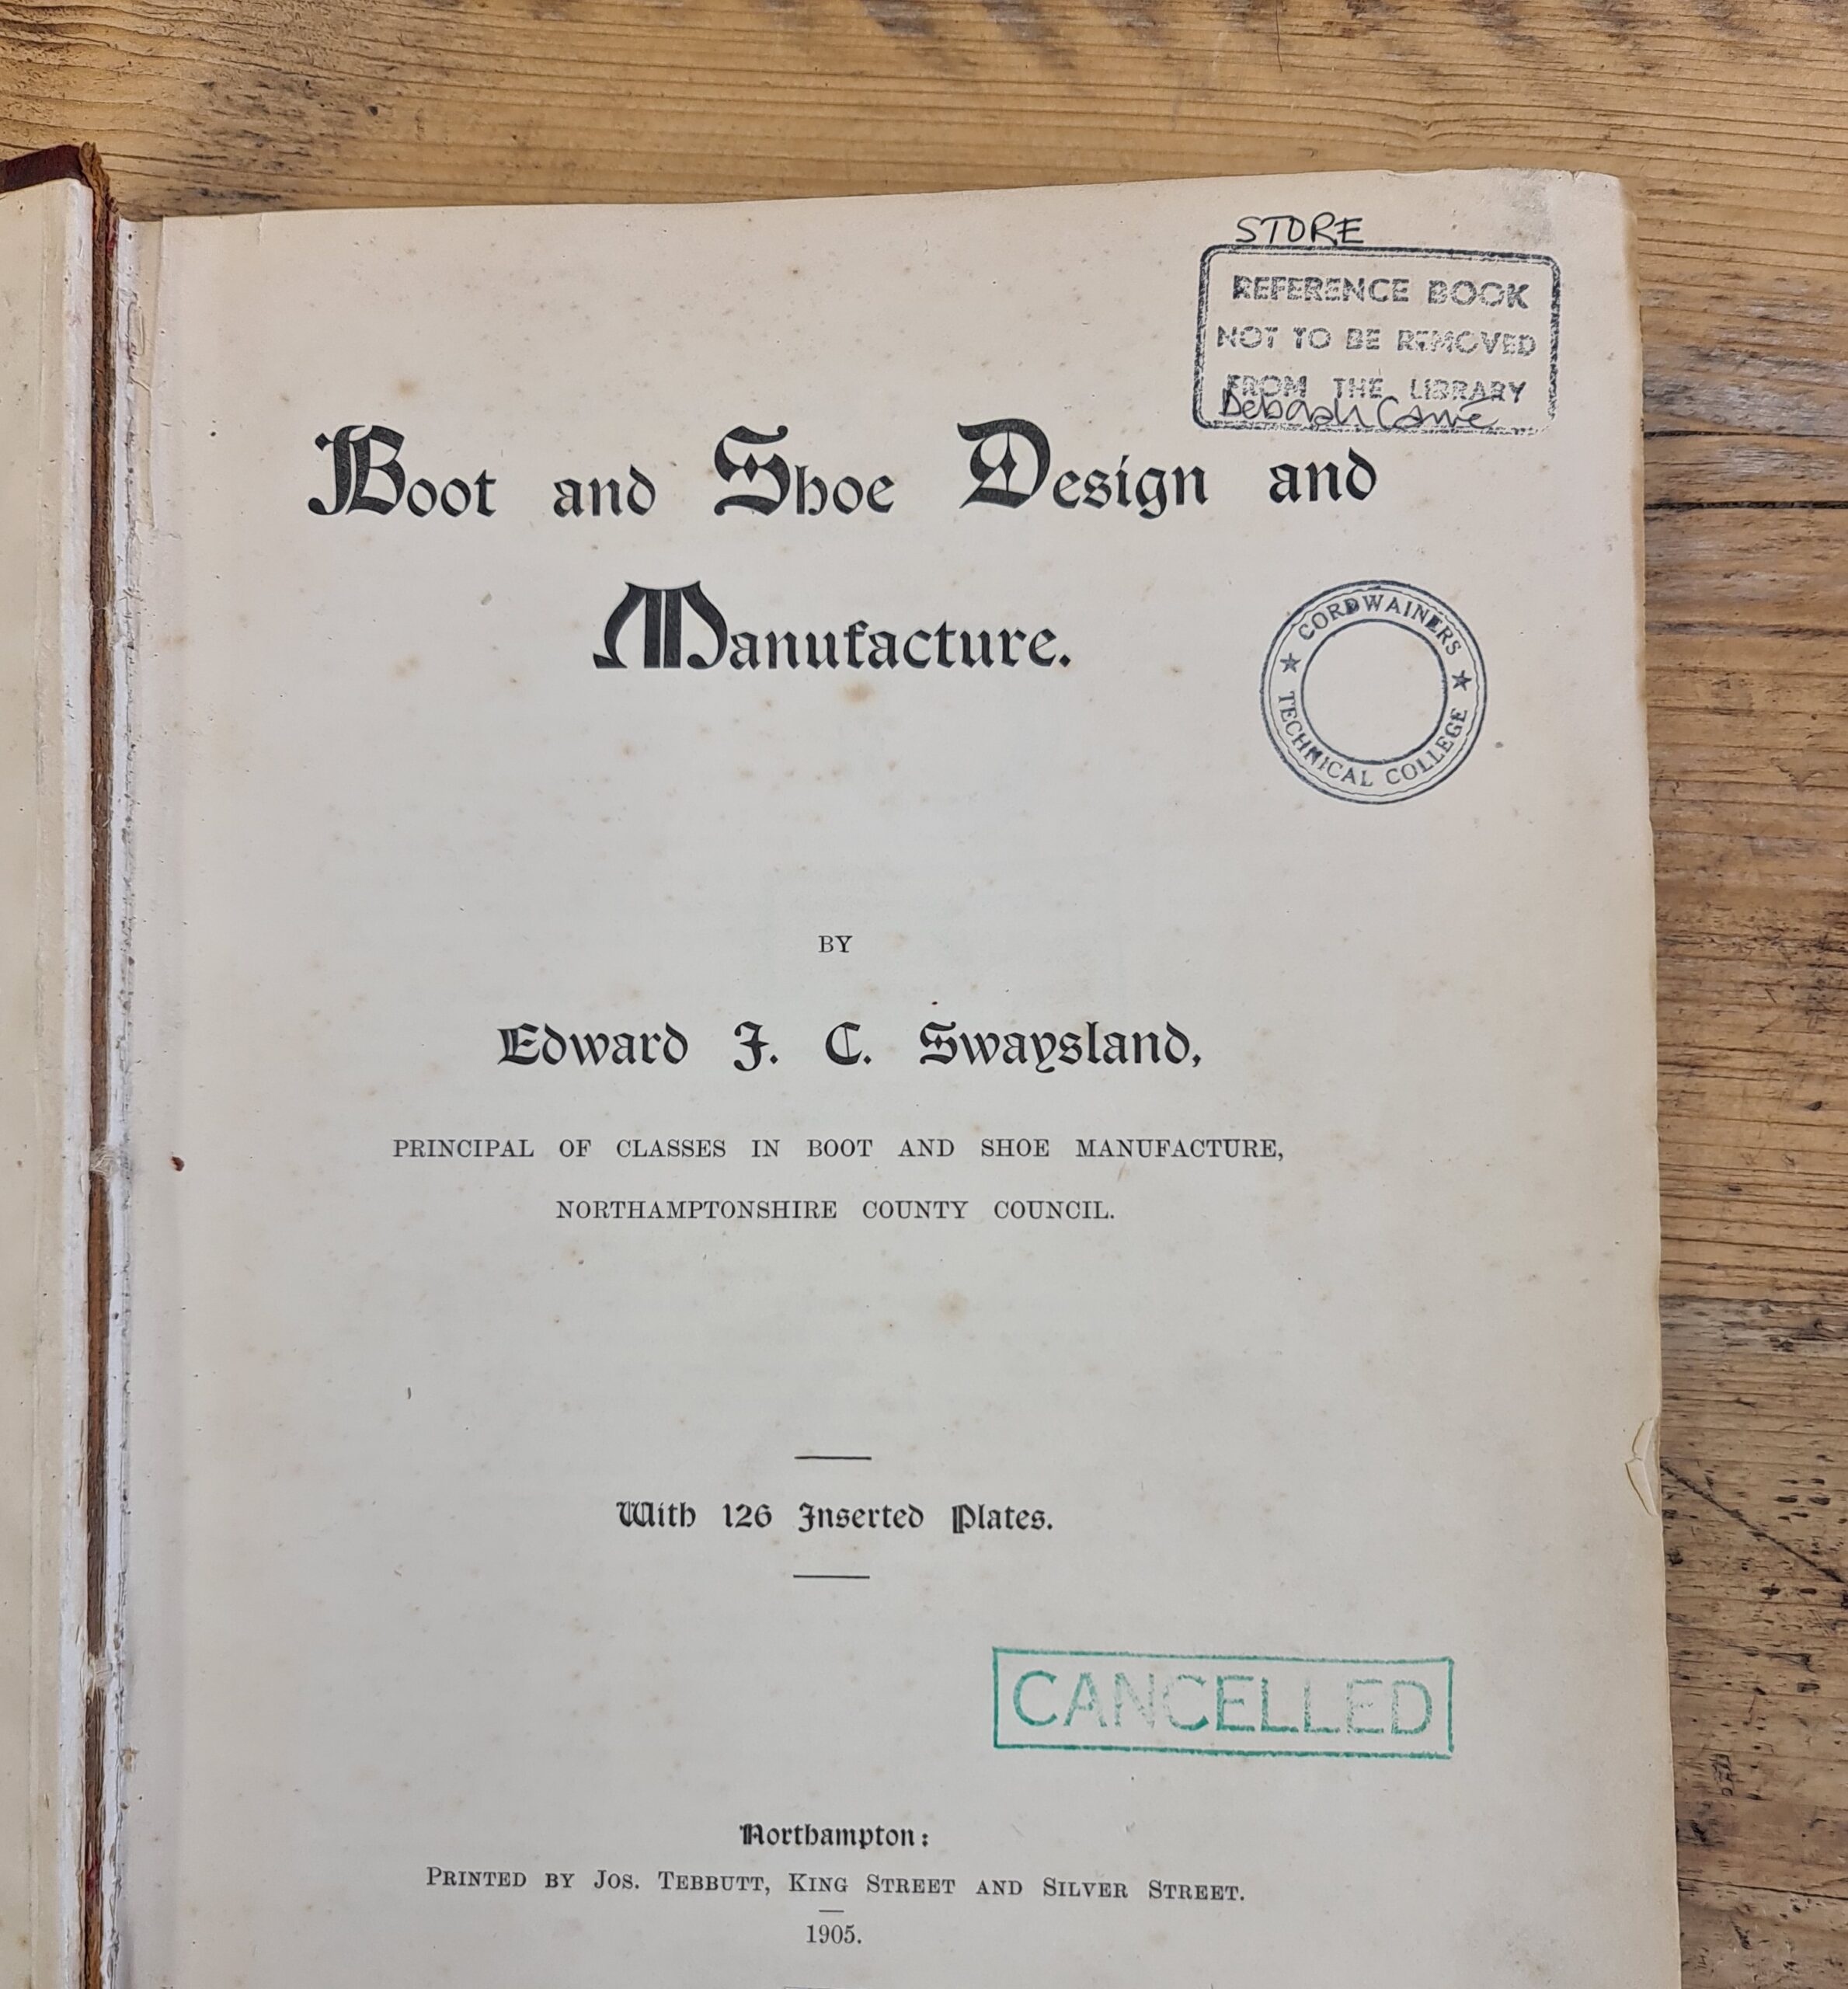 STORE
REFERENCE BOOK
NOT TO BE REMOVED
FROM THE LIBRARY
Boot and Shoe Design and
Manufacture.
CORDWAINERS
TECHNICAL COLLEGE
BY
Edward J. C. Swaysland,
PRINCIPAL OF CLASSES IN BOOT AND SHOE MANUFACTURE,
NORTHAMPTONSHIRE COUNTY COUNCIL.
With 126 Inserted Plates.
CANCELLED
Northampton:
PRINTED BY JOS. TEBBUTT, KING STREET AND SILVER STREET.
1905.